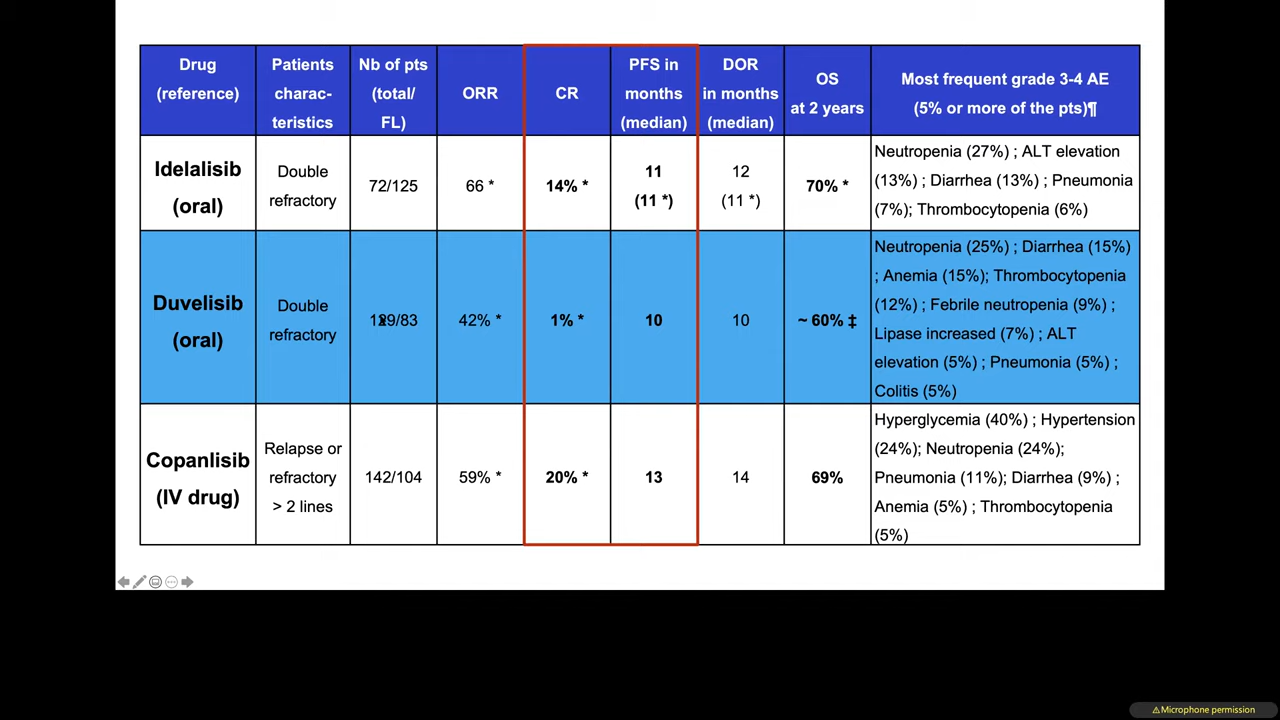 Drug
(reference)
Patients
charac-
teristics
Nb of pts
(total/
FL)
ORR
CR
PFS in
months
(median)
DOR
in months
(median)
OS
at 2 years
Most frequent grade 3-4 AE
(5% or more of the pts)¶
Idelalisib
(oral)
Double
refractory
72/125
66 *
14% *
11
(11 *)
12
(11 *)
70% *
Neutropenia (27%) ; ALT elevation
(13%) ; Diarrhea (13%) ; Pneumonia
(7%); Thrombocytopenia (6%)
Duvelisib
(oral)
Double
refractory
129/83
42% *
1% *
10
10
~ 60% ‡
Neutropenia (25%) ; Diarrhea (15%)
; Anemia (15%); Thrombocytopenia
(12%) ; Febrile neutropenia (9%) ;
Lipase increased (7%) ; ALT
elevation (5%) ; Pneumonia (5%) ;
Colitis (5%)
Copanlisib
(IV drug)
Relapse or
refractory
> 2 lines
142/104
59% *
20% *
13
14
69%
Hyperglycemia (40%) ; Hypertension
(24%); Neutropenia (24%);
Pneumonia (11%); Diarrhea (9%) ;
Anemia (5%) ; Thrombocytopenia
(5%)
⚠Microphone permission